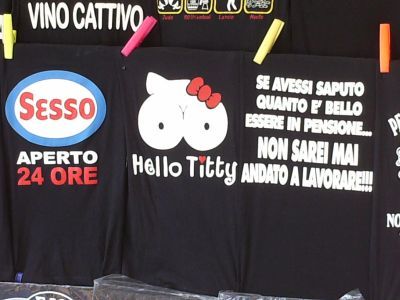 VINO CATTIVO
SESSO
APERTO
24 ORE
Hello Titty
SE AVESSI SAPUTO
QUANTO E' BELLO
ESSERE IN PENSIONE...
NON SAREI MAI
ANDATO A LAVORARE!!!